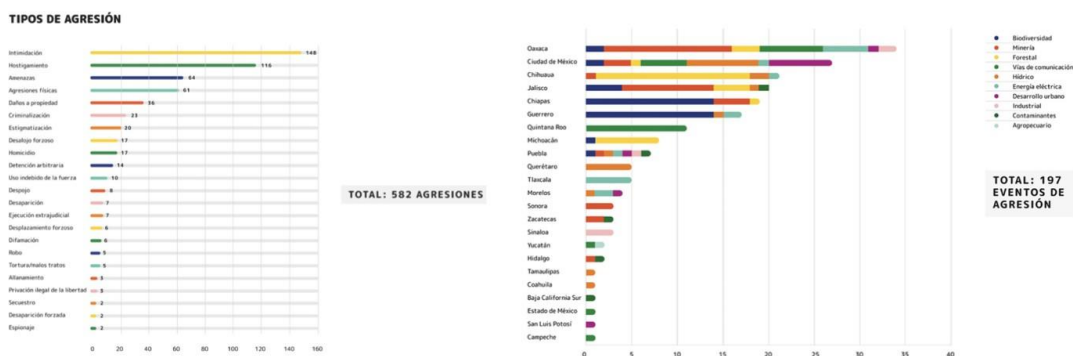 TIPOS DE AGRESIÓN
Intimidación 148
Hostigamiento 116
Amenazas 64
Agresiones físicas 61
Daños a propiedad 36
Criminalización 23
Estigmatización 20
Desalojo forzoso 17
Homicidio 17
Detención arbitraria 14
Uso indebido de la fuerza 10
Despojo 8
Desaparición 7
Ejecución extrajudicial 7
Desplazamiento forzoso 6
Difamación 6
Robo 5
Tortura/malos tratos 5
Allanamiento 3
Privación ilegal de la libertad 3
Secuestro 2
Desaparición forzada 2
Espionaje 2
0 20 40 60 80 100 120 140 160
TOTAL: 582 AGRESIONES
Oaxaca
Ciudad de México
Chihuaua
Jalisco
Chiapas
Guerrero
Quintana Roo
Michoacán
Puebla
Querétaro
Tlaxcala
Morelos
Sonora
Zacatecas
Sinaloa
Yucatán
Hidalgo
Tamaulipas
Coahuila
Baja California Sur
Estado de México
San Luis Potosí
Campeche
0 5 10 15 20 25 30 35 40
Biodiversidad
Minería
Forestal
Vías de comunicación
Hídrico
Energía eléctrica
Desarrollo urbano
Industrial
Contaminantes
Agropecuario
TOTAL: 197
EVENTOS DE
AGRESIÓN